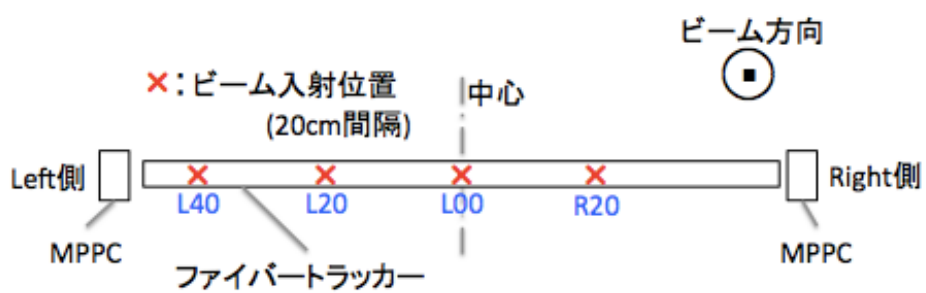 ビーム方向
×:ビーム入射位置
(20cm間隔)
中心
Left側
Right側
L40
L20
L00
R20
MPPC
MPPC
ファイバートラッカー